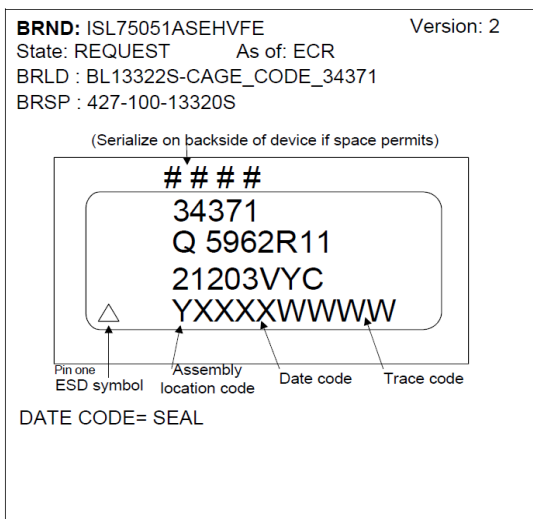 BRND: ISL75051ASEHVFE Version: 2
State: REQUEST As of: ECR
BRLD : BL13322S-CAGE_CODE_34371
BRSP : 427-100-13320S
(Serialize on backside of device if space permits)
# # # #
34371
Q 5962R11
21203VYC
YXXXXWWWW
Pin one
ESD symbol
Assembly
location code
Date code
Trace code
DATE CODE= SEAL